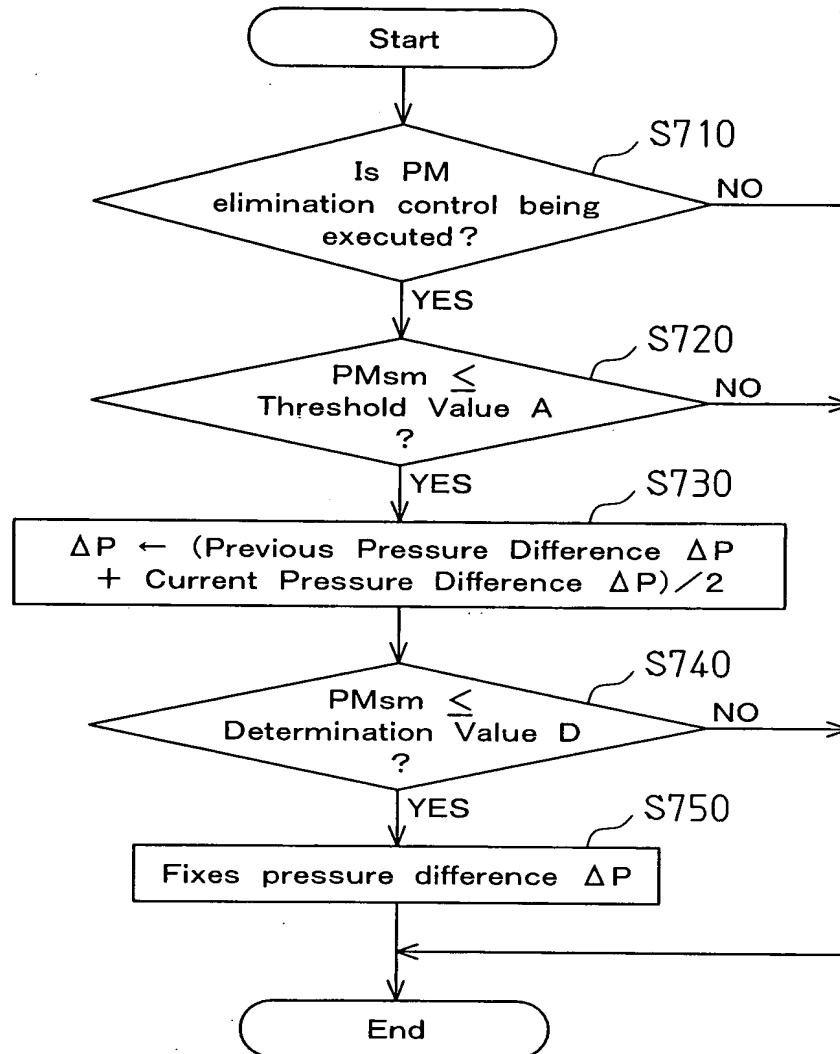 Start
S710
Is PM
elimination control being
executed?
NO
YES
S720
PMsm ≤
Threshold Value A
?
NO
YES
S730
ΔP ← (Previous Pressure Difference ΔP
+ Current Pressure Difference ΔP)/2
S740
PMsm ≤
Determination Value D
?
NO
YES
S750
Fixes pressure difference ΔP
End